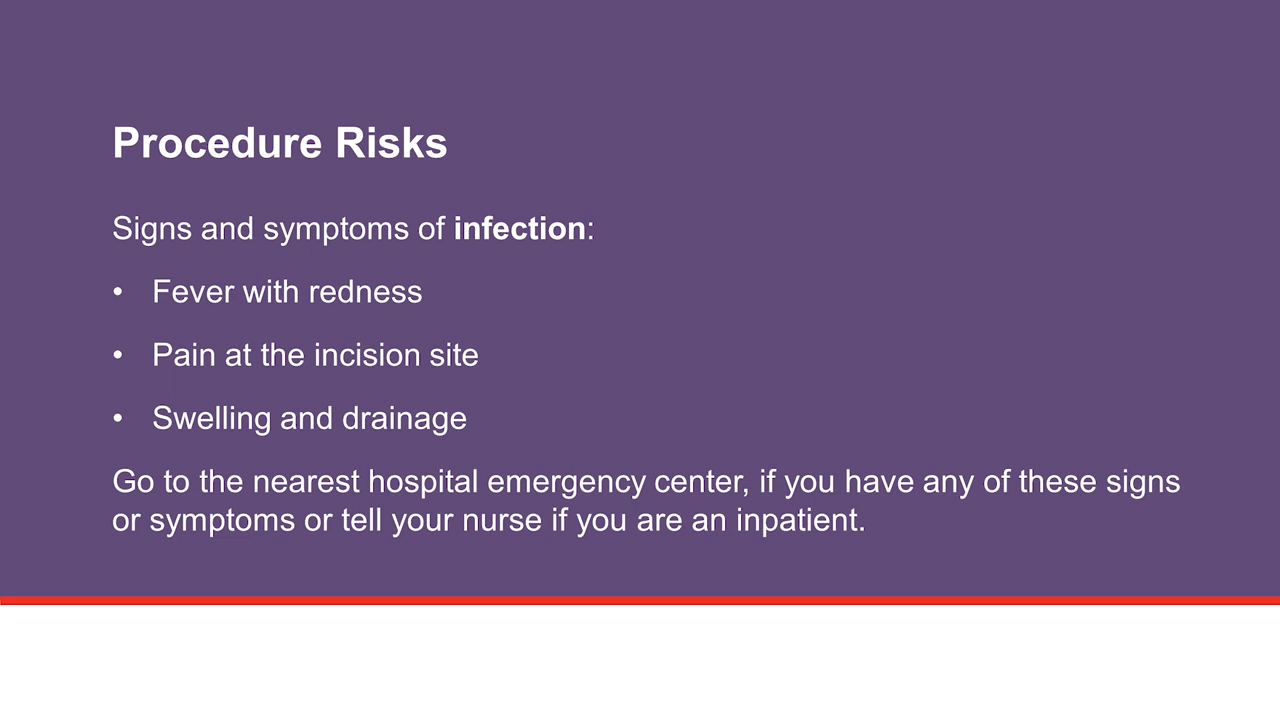 Procedure Risks
Signs and symptoms of infection:
• Fever with redness
• Pain at the incision site
• Swelling and drainage
Go to the nearest hospital emergency center, if you have any of these signs
or symptoms or tell your nurse if you are an inpatient.